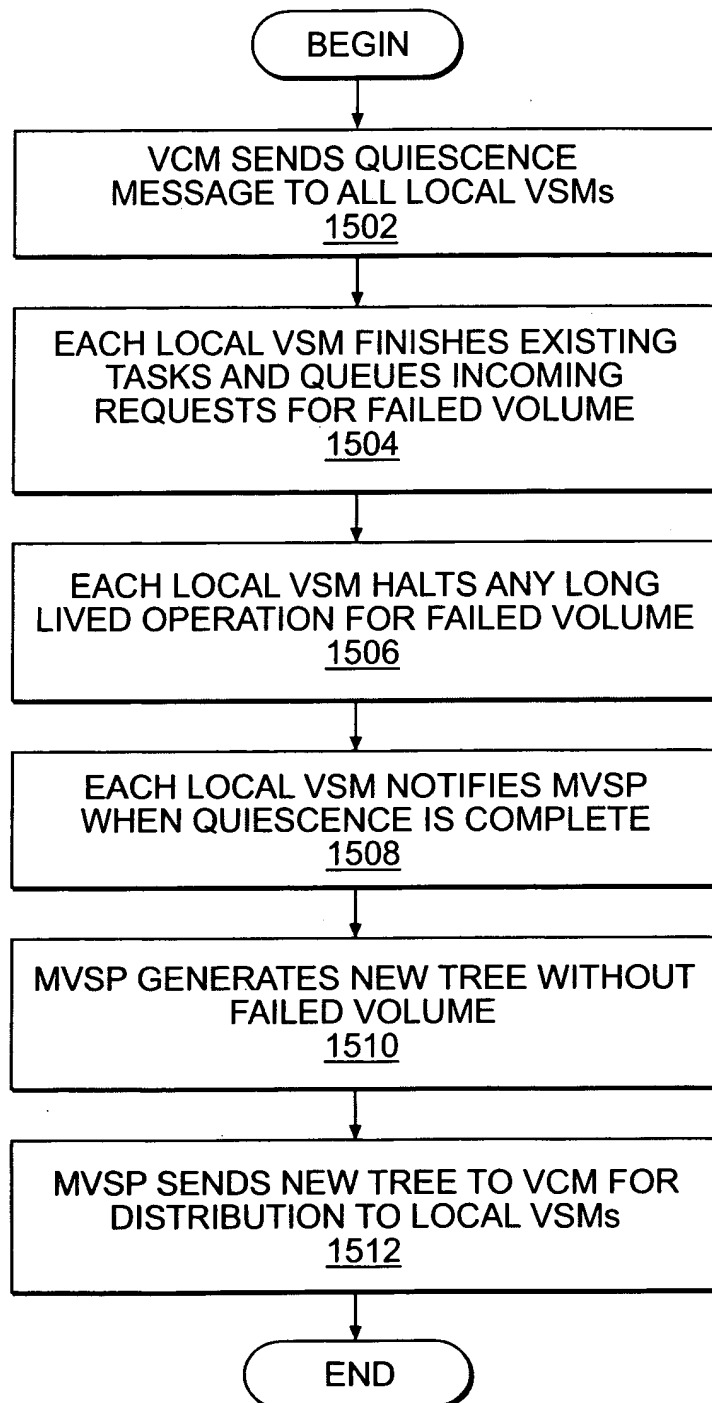 BEGIN
VCM SENDS QUIESCENCE
MESSAGE TO ALL LOCAL VSMs
1502
EACH LOCAL VSM FINISHES EXISTING
TASKS AND QUEUES INCOMING
REQUESTS FOR FAILED VOLUME
1504
EACH LOCAL VSM HALTS ANY LONG
LIVED OPERATION FOR FAILED VOLUME
1506
EACH LOCAL VSM NOTIFIES MVSP
WHEN QUIESCENCE IS COMPLETE
1508
MVSP GENERATES NEW TREE WITHOUT
FAILED VOLUME
1510
MVSP SENDS NEW TREE TO VCM FOR
DISTRIBUTION TO LOCAL VSMs
1512
END